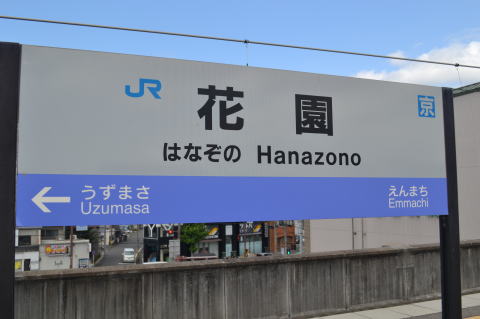 JR
花園
京
はなぞの Hanazono
うずまさ
Uzumasa
えんまち
Emmachi